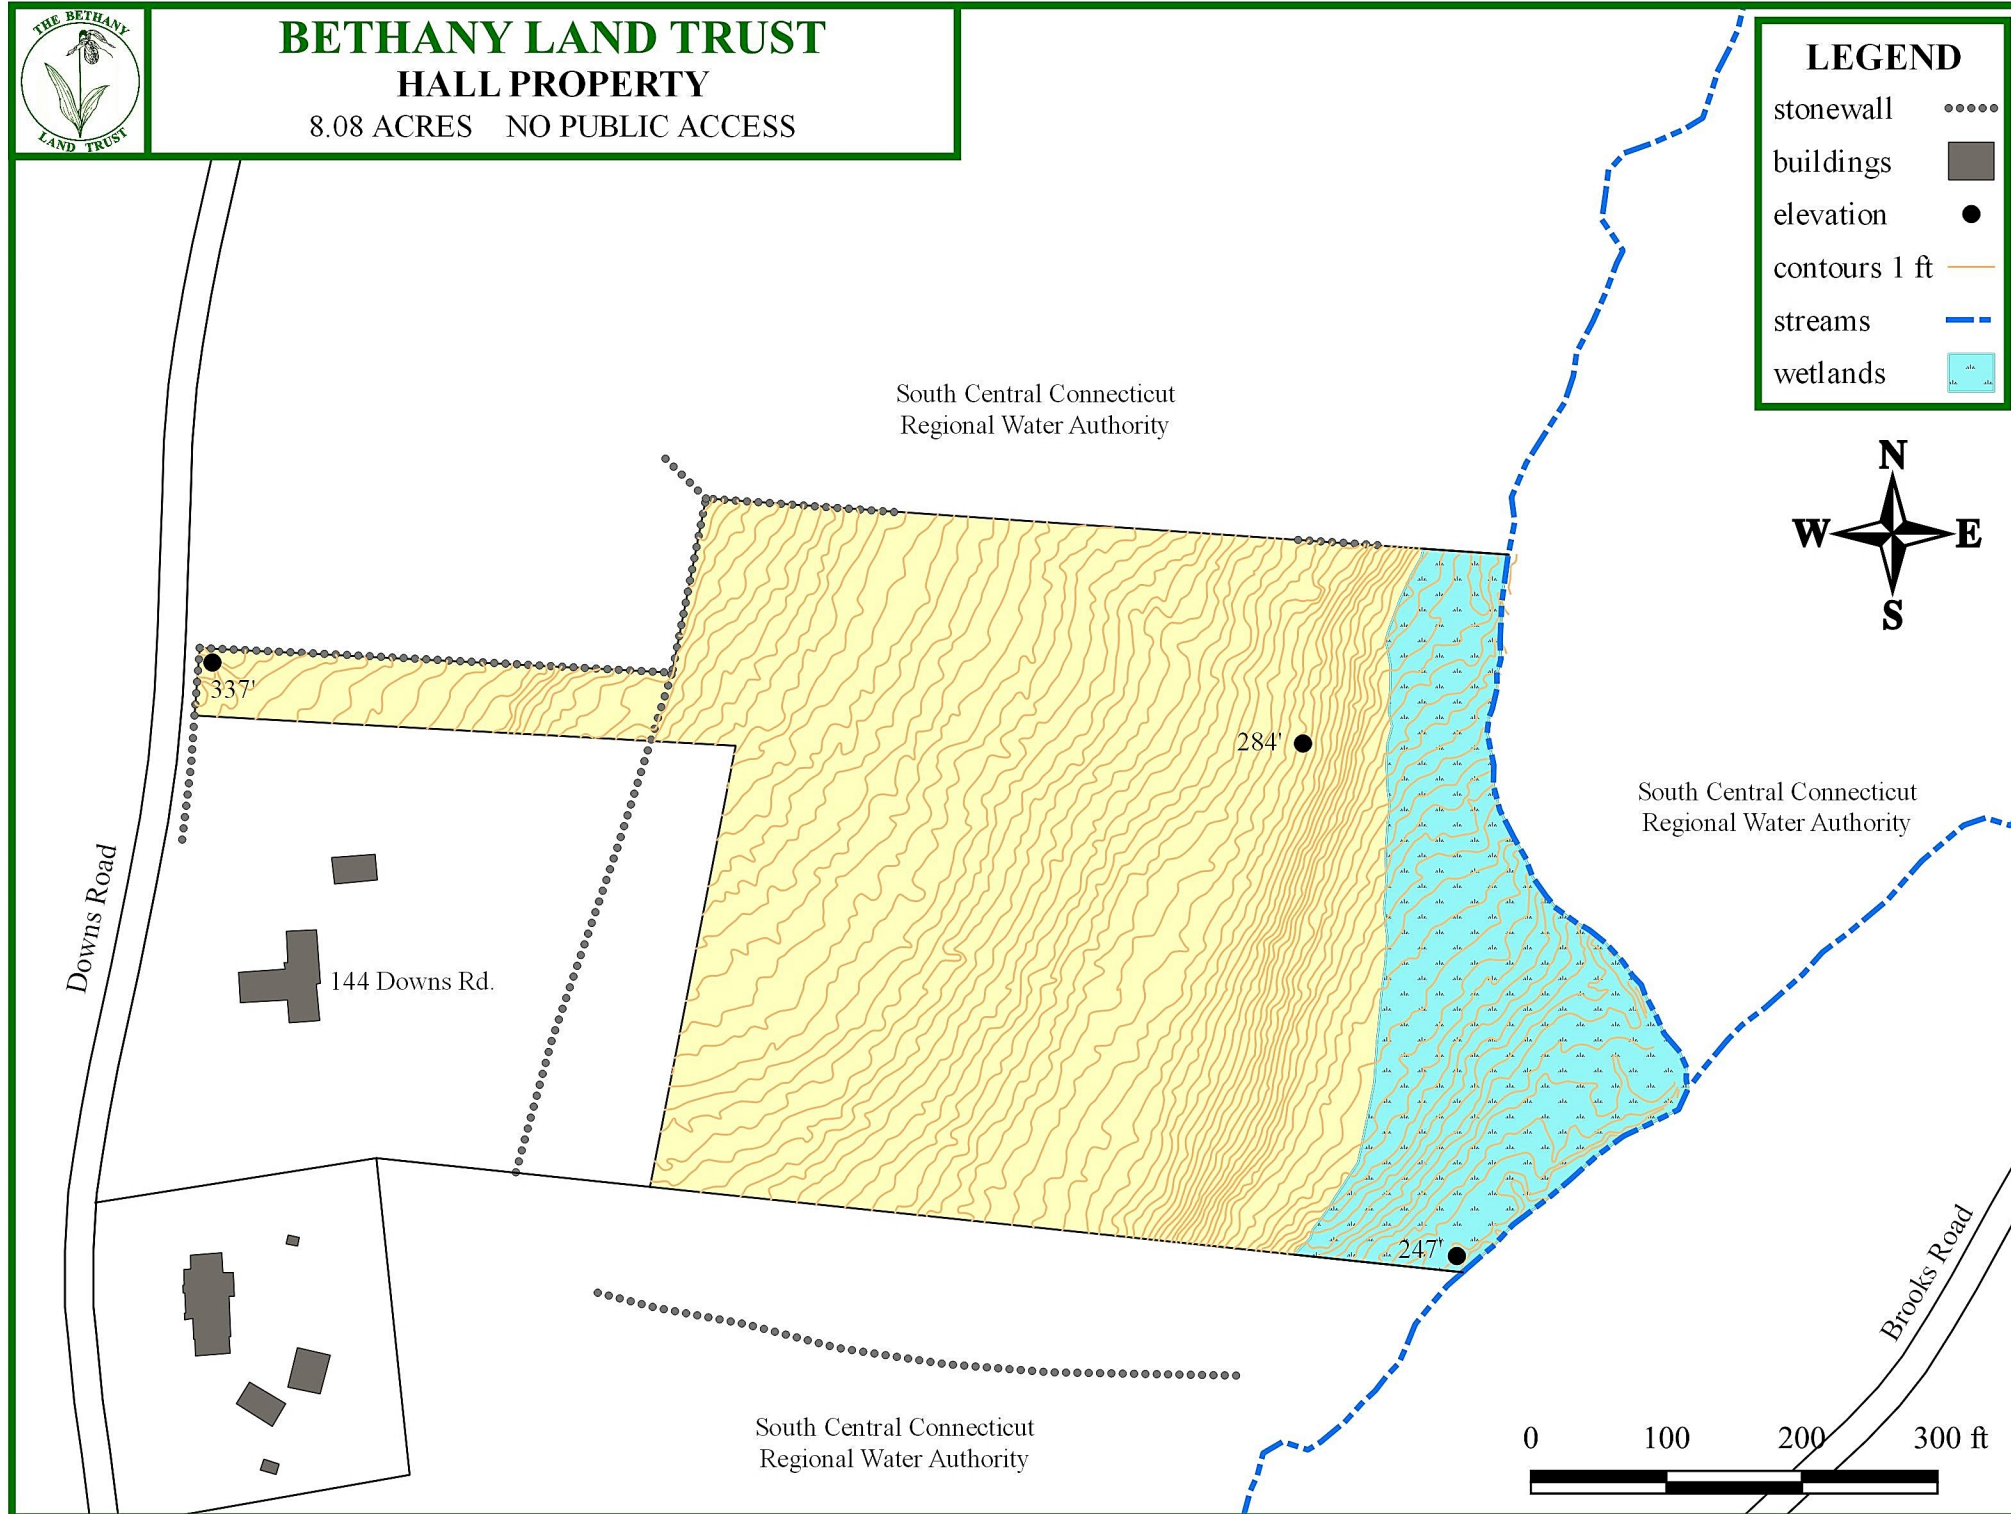 THE BETHANY
LAND TRUST
BETHANY LAND TRUST
HALL PROPERTY
8.08 ACRES NO PUBLIC ACCESS
LEGEND
stonewall
buildings
elevation
contours 1 ft
streams
wetlands
South Central Connecticut
Regional Water Authority
N
W E
S
337'
284'
South Central Connecticut
Regional Water Authority
Downs Road
144 Downs Rd.
247'
Brooks Road
South Central Connecticut
Regional Water Authority
0 100 200 300 ft